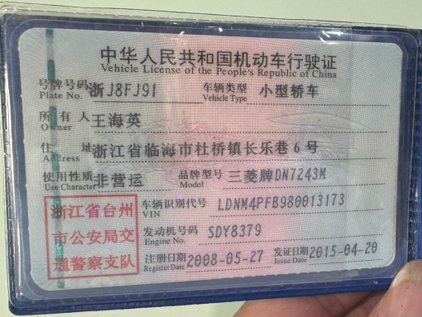 中华人民共和国机动车行驶证
Vehicle License of the People's Republic of China
号牌号码 浙J8FJ91 车辆类型 小型轿车
Plate No. Vehicle Type
所有人 王海英
Owner
住址 浙江省临海市杜桥镇长乐巷6号
Address
使用性质 非营运 品牌型号 三菱牌DN7243M
Use Character Model
浙江省台州 车辆识别代号 LDNM4PFB980013173
VIN
市公安局交 发动机号码 SDY8379
Engine No.
通警察支队 注册日期 2008-05-27 发证日期 2015-04-20
Register Date Issue Date